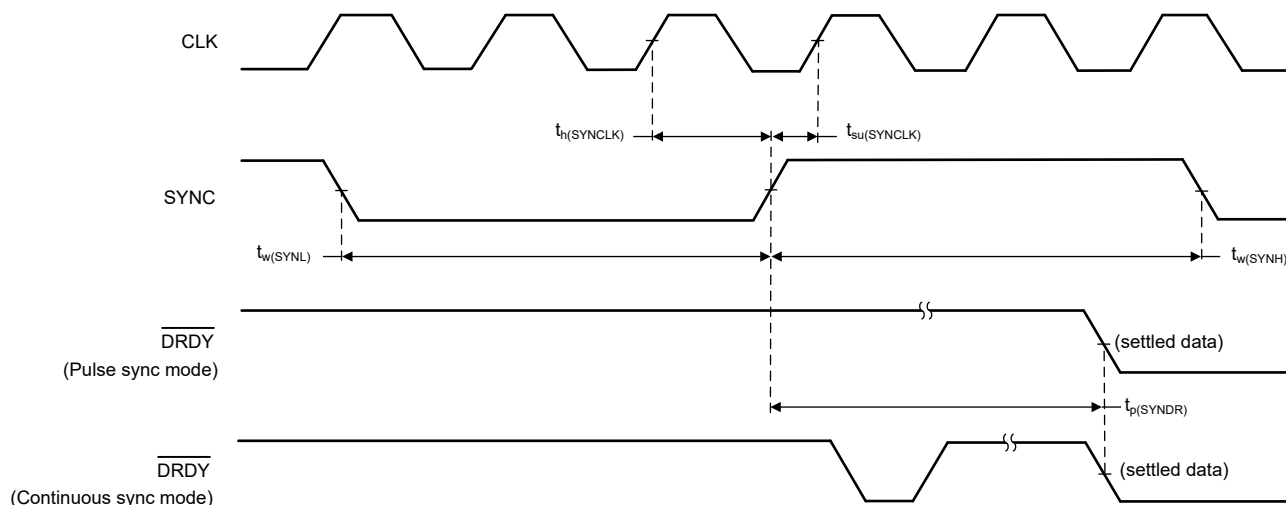 CLK
th(SYNCLK)
tsu(SYNCLK)
SYNC
tw(SYNL)
tw(SYNH)
DRDY
(Pulse sync mode)
(settled data)
tp(SYNDR)
DRDY
(Continuous sync mode)
(settled data)